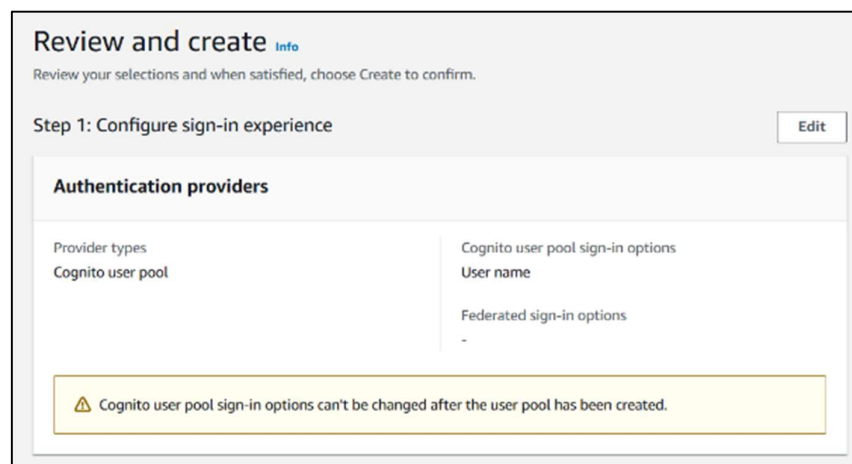 Review and create Info
Review your selections and when satisfied, choose Create to confirm.
Step 1: Configure sign-in experience
Edit
Authentication providers
Provider types
Cognito user pool
Cognito user pool sign-in options
User name
Federated sign-in options
-
Cognito user pool sign-in options can't be changed after the user pool has been created.